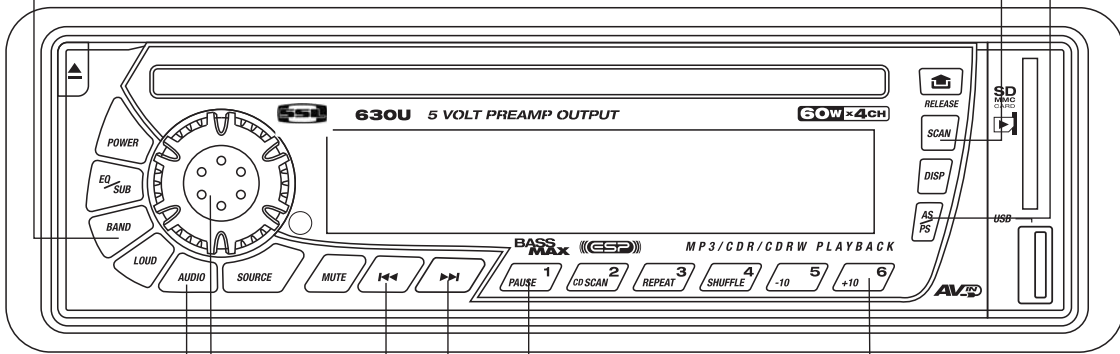 SSL 630U 5 VOLT PREAMP OUTPUT 60W×4CH
RELEASE
SD
MMC
CARD
SCAN
POWER
EQ/SUB
DISP
AS/PS
USB
BAND
LOUD
AUDIO
SOURCE
MUTE
BASS
MAX
ESP
MP3/CDR/CDRW PLAYBACK
PAUSE 1
CD SCAN 2
REPEAT 3
SHUFFLE 4
-10 5
+10 6
AV-IN